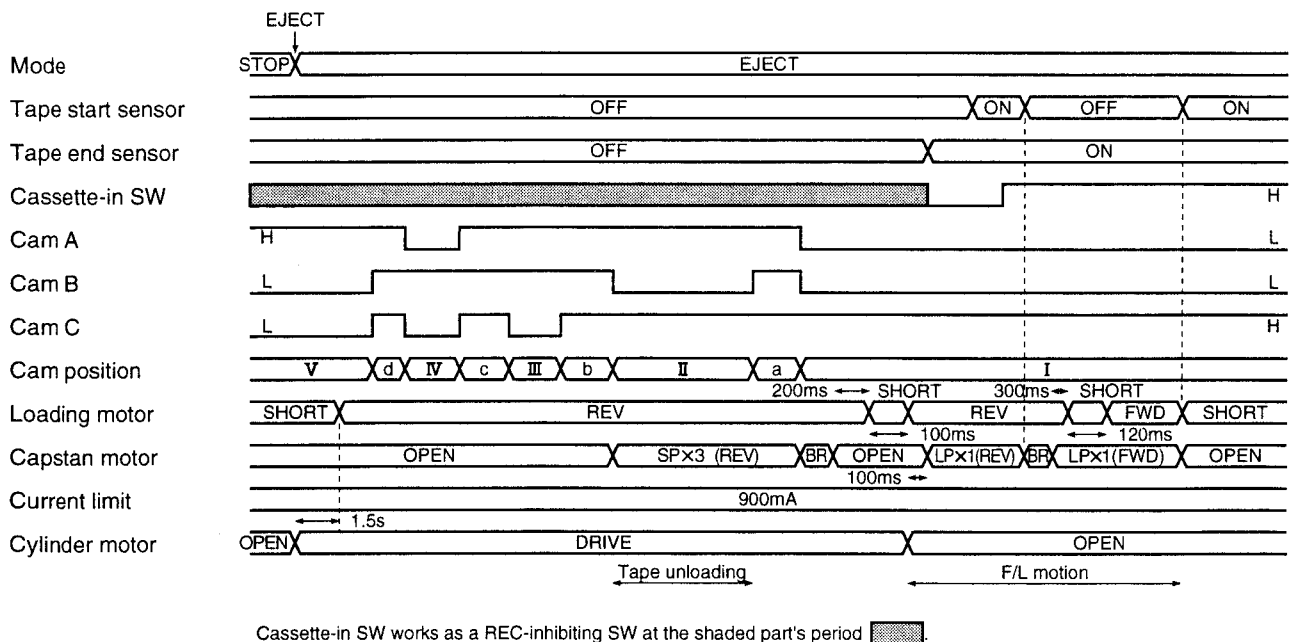 EJECT
Mode STOP EJECT
Tape start sensor OFF ON OFF ON
Tape end sensor OFF ON
Cassette-in SW H
Cam A H L
Cam B L L
Cam C L H
Cam position V d IV c III b II a I
200ms SHORT 300ms SHORT
Loading motor SHORT REV REV FWD SHORT
100ms 120ms
Capstan motor OPEN SP×3 (REV) BR OPEN LP×1(REV) BR LP×1(FWD) OPEN
100ms
Current limit 900mA
1.5s
Cylinder motor OPEN DRIVE OPEN
Tape unloading F/L motion
Cassette-in SW works as a REC-inhibiting SW at the shaded part's period .